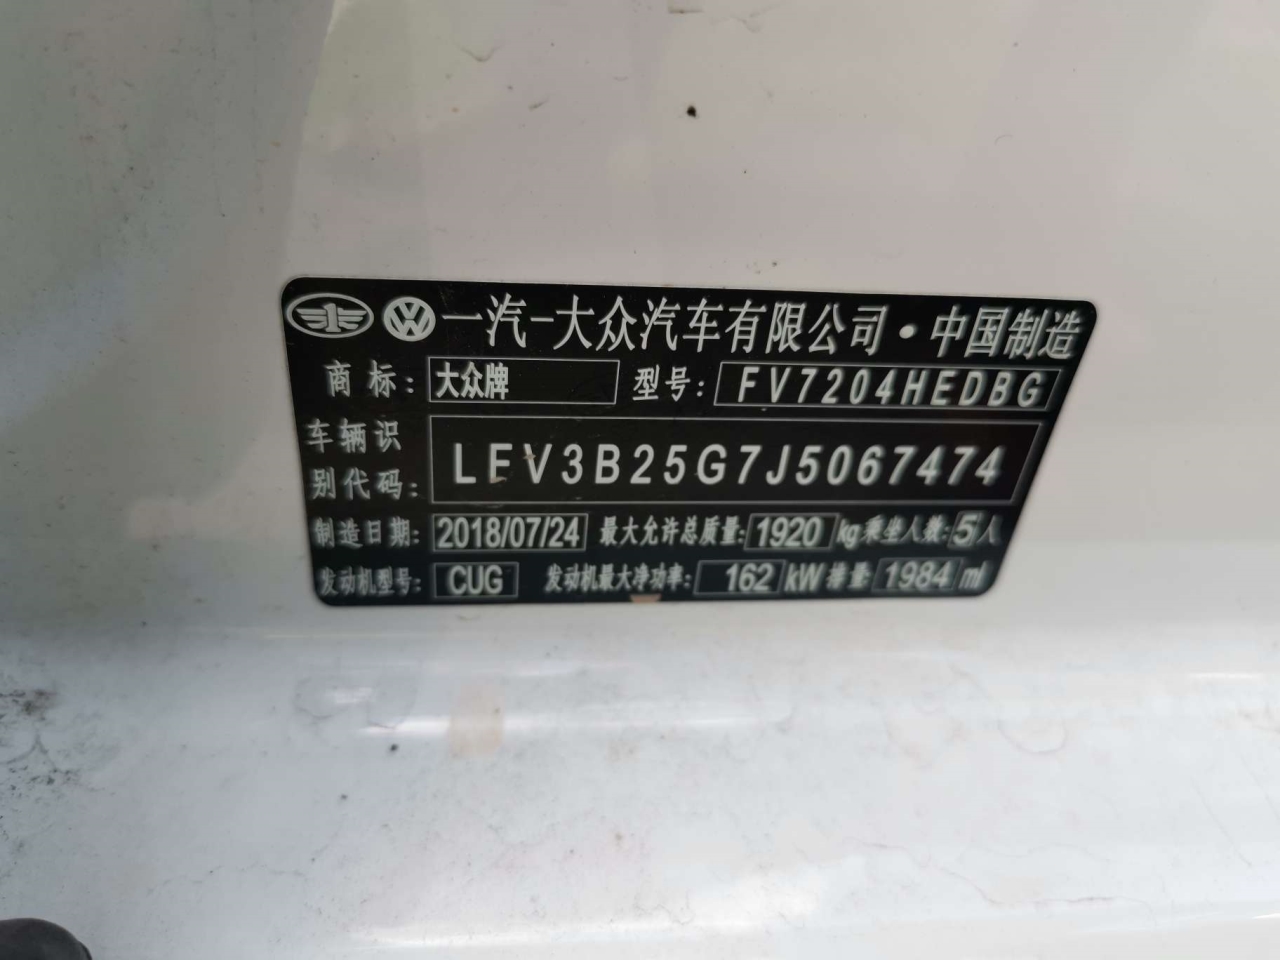 一汽-大众汽车有限公司·中国制造
商标: 大众牌 型号: FV7204HEDBG
车辆识别代码: LFV3B25G7J5067474
制造日期: 2018/07/24 最大允许总质量: 1920 kg 乘坐人数: 5人
发动机型号: CUG 发动机最大净功率: 162 kW 排量: 1984 ml